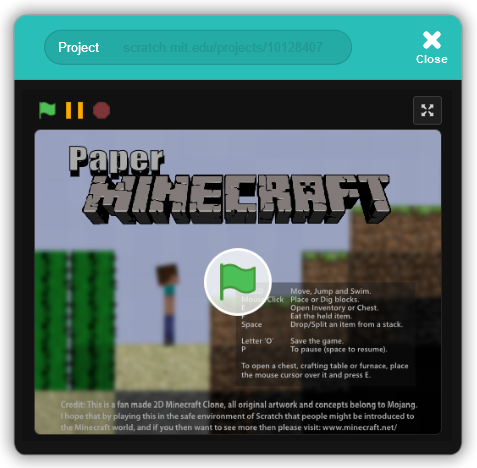 Project scratch.mit.edu/projects/10128407
Close
Paper
MINECRAFT
Move, Jump and Swim.
Click Place or Dig blocks.
Open Inventory or Chest.
Eat the held item.
Space Drop/Split an item from a stack.
Letter 'O' Save the game.
P To pause (space to resume).
To open a chest, crafting table or furnace, place
the mouse cursor over it and press E.
Credit: This is a fan made 2D Minecraft Clone, all original artwork and concepts belong to Mojang.
I hope that by playing this in the safe environment of Scratch that people might be introduced to
the Minecraft world, and if you then want to see more then please visit: www.minecraft.net/